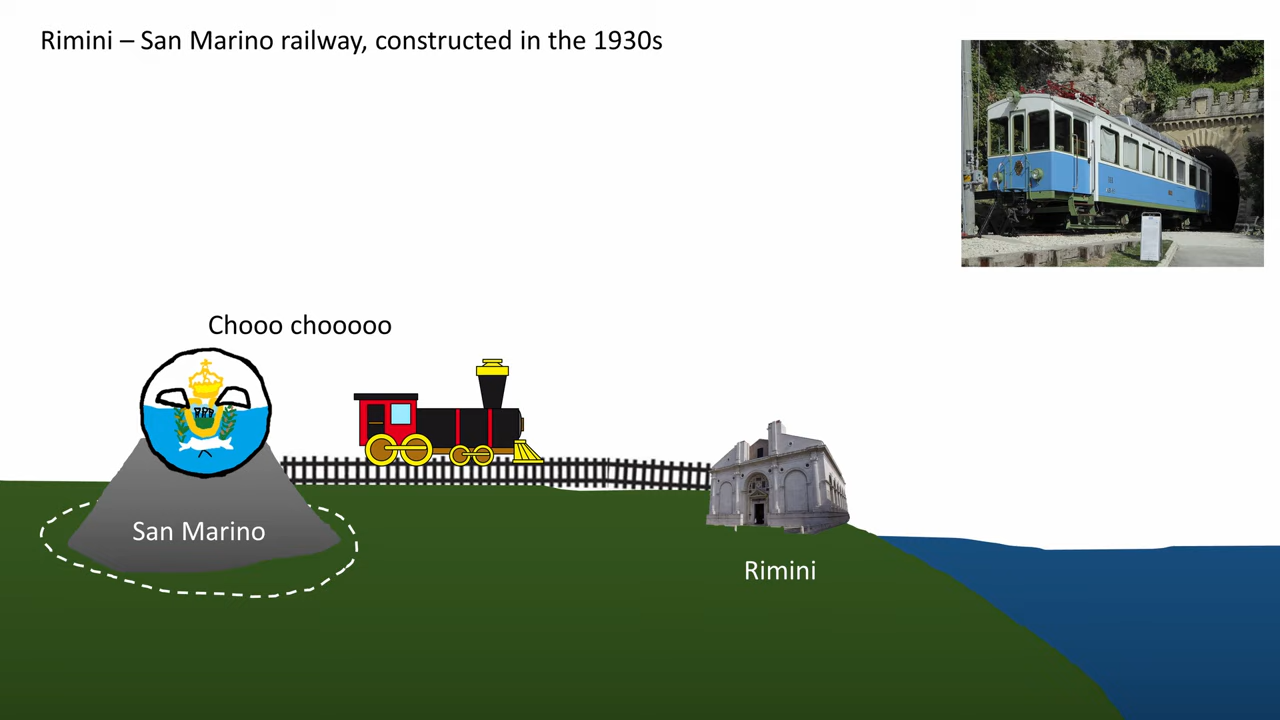 Rimini – San Marino railway, constructed in the 1930s
Chooo chooooo
San Marino
Rimini